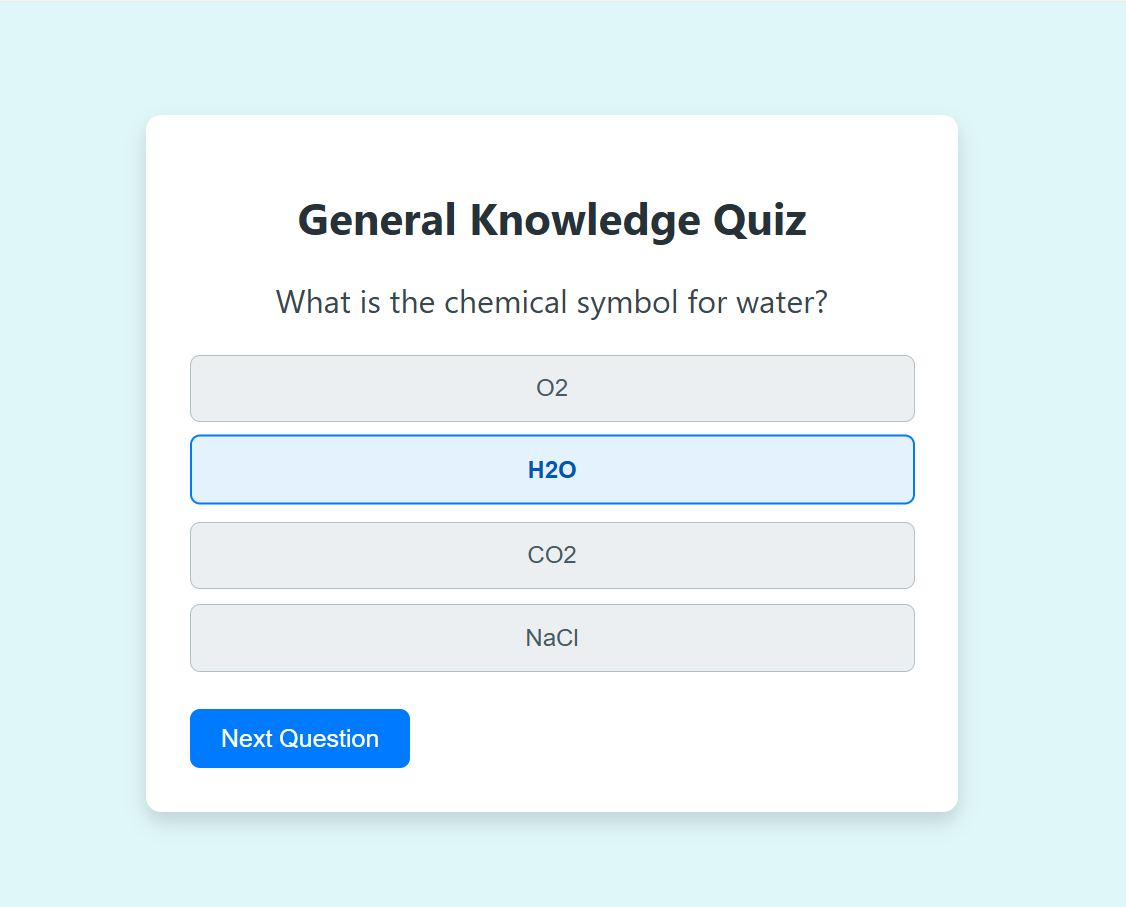 General Knowledge Quiz
What is the chemical symbol for water?
O2
H2O
CO2
NaCl
Next Question